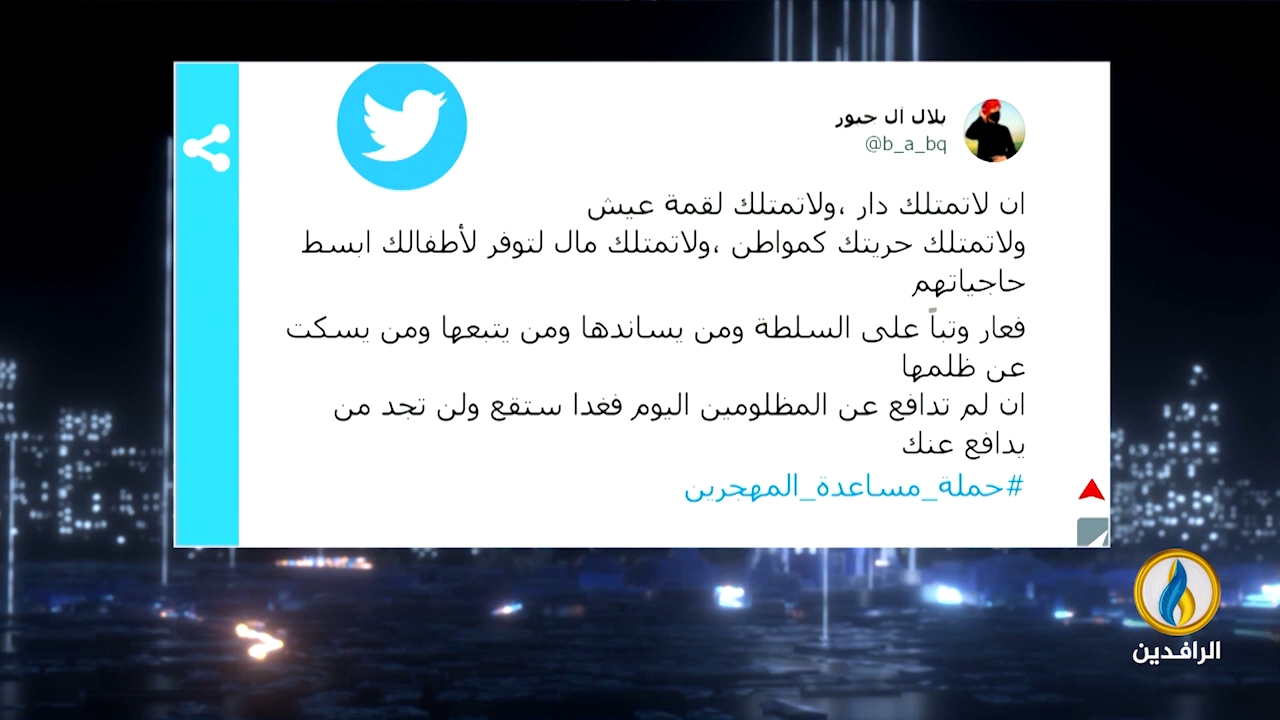 بلال ال جبور
@b_a_bq
ان لاتمتلك دار ،ولاتمتلك لقمة عيش
ولاتمتلك حريتك كمواطن ،ولاتمتلك مال لتوفر لأطفالك ابسط
حاجياتهم
فعار وتباً على السلطة ومن يساندها ومن يتبعها ومن يسكت
عن ظلمها
ان لم تدافع عن المظلومين اليوم فغدا ستقع ولن تجد من
يدافع عنك
#حملة_مساعدة_المهجرين
الرافدين